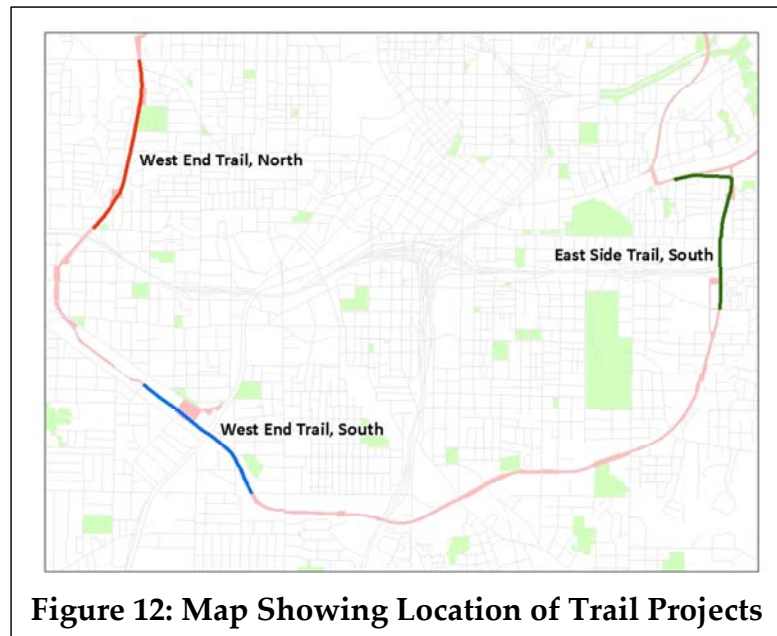 West End Trail, North
East Side Trail, South
West End Trail, South
Figure 12: Map Showing Location of Trail Projects